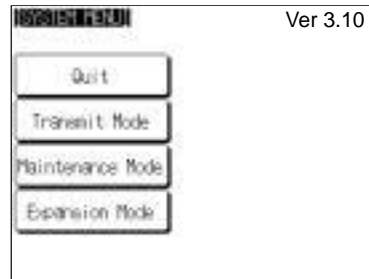 [SYSTEM MENU] Ver 3.10
Quit
Transmit Mode
Maintenance Mode
Expansion Mode